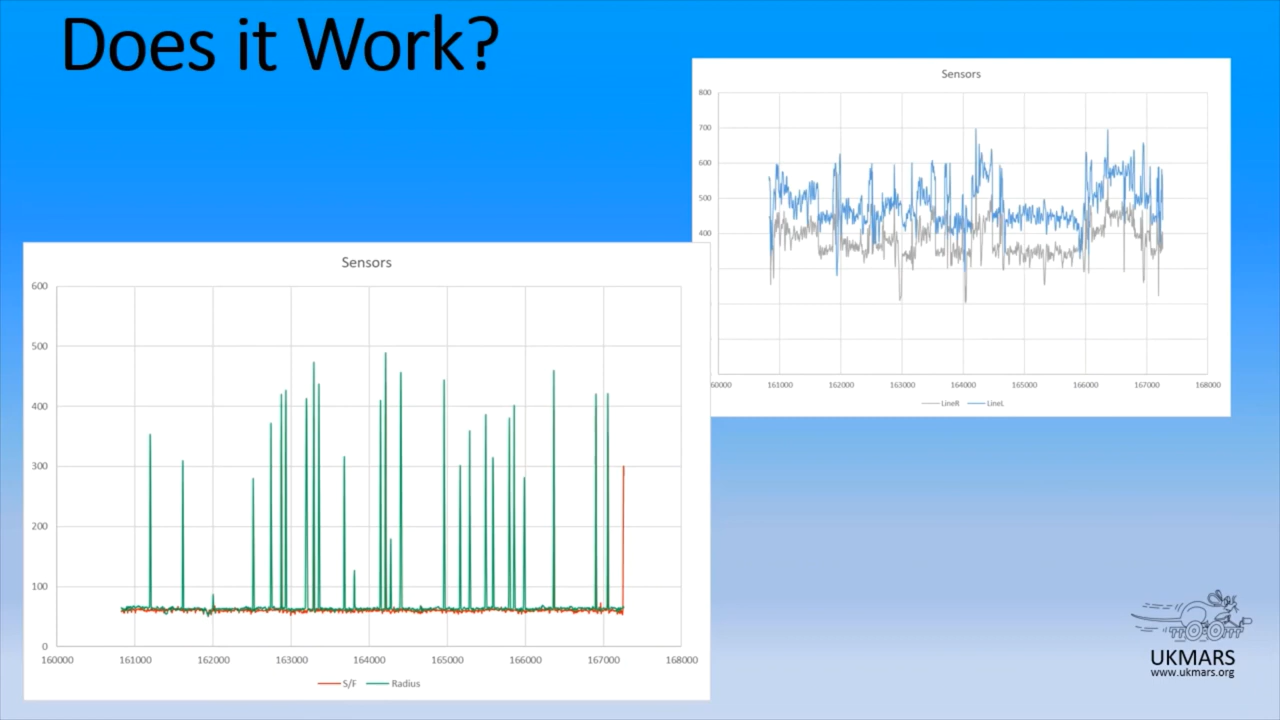 Does it Work?
Sensors
800
700
600
500
400
60000 161000 162000 163000 164000 165000 166000 167000 168000
LineR LineL
Sensors
600
500
400
300
200
100
0
160000 161000 162000 163000 164000 165000 166000 167000 168000
S/F Radius
UKMARS
www.ukmars.org